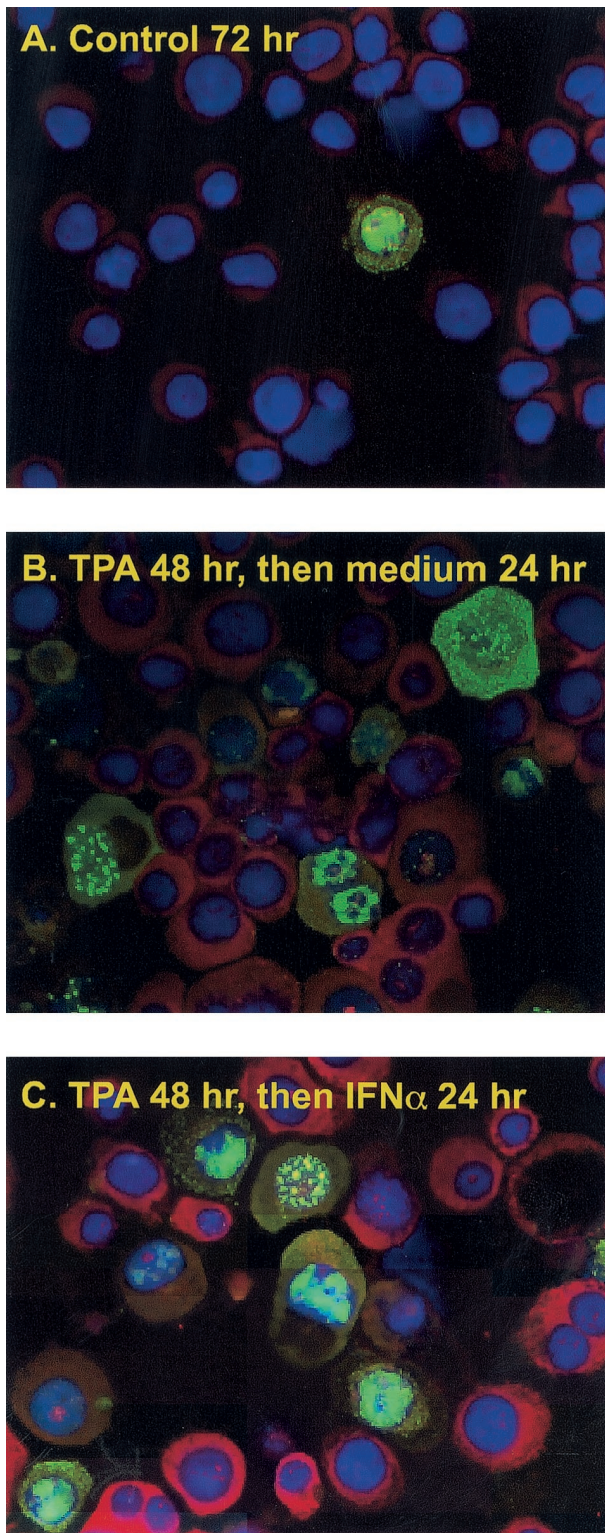 A. Control 72 hr
B. TPA 48 hr, then medium 24 hr
C. TPA 48 hr, then IFNα 24 hr